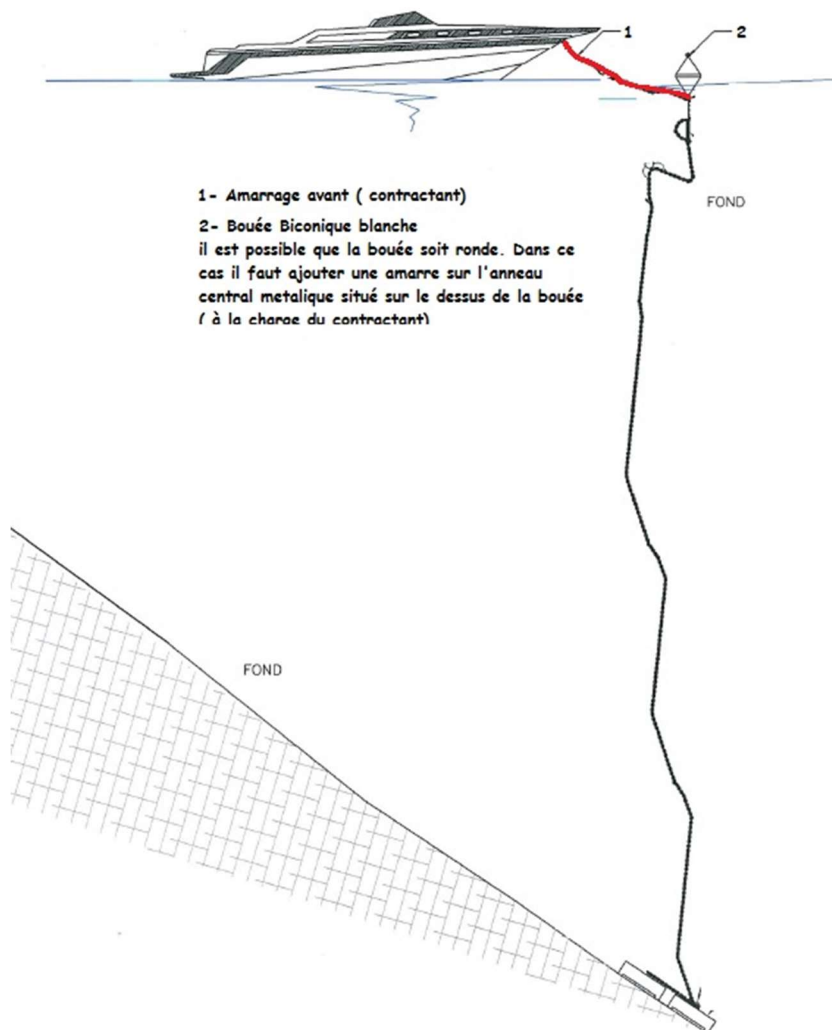 1
2
1- Amarrage avant ( contractant)
2- Bouée Biconique blanche
il est possible que la bouée soit ronde. Dans ce
cas il faut ajouter une amarre sur l'anneau
central metalique situé sur le dessus de la bouée
( à la charge du contractant)
FOND
FOND